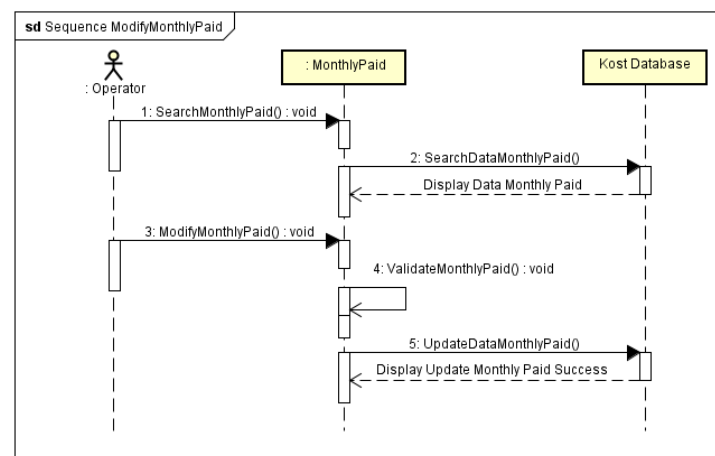 sd Sequence ModifyMonthlyPaid
: Operator
: MonthlyPaid
Kost Database
1: SearchMonthlyPaid() : void
2: SearchDataMonthlyPaid()
Display Data Monthly Paid
3: ModifyMonthlyPaid() : void
4: ValidateMonthlyPaid() : void
5: UpdateDataMonthlyPaid()
Display Update Monthly Paid Success